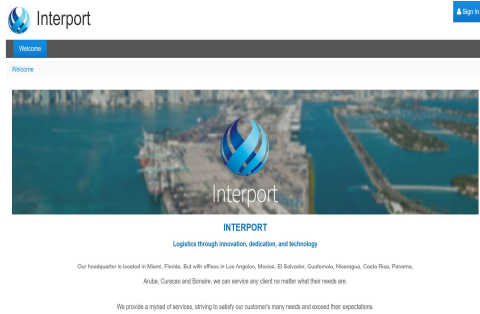 Interport
Sign In
Welcome
Welcome
Interport
INTERPORT
Logistics through innovation, dedication, and technology
Our headquarter is located in Miami, Florida. But with offices in Los Angeles, Mexico, El Salvador, Guatemala, Nicaragua, Costa Rica, Panama,
Aruba, Curacao and Bonaire, we can service any client no matter what their needs are.
We provide a myriad of services, striving to satisfy our customer's many needs and exceed their expectations.